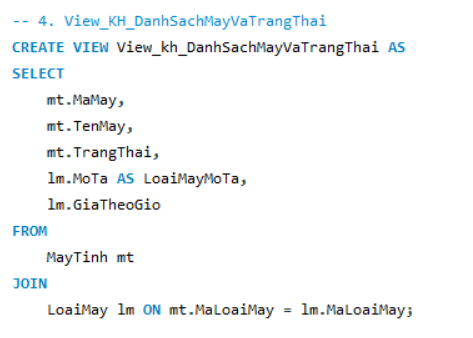 -- 4. View_KH_DanhSachMayVaTrangThai
CREATE VIEW View_kh_DanhSachMayVaTrangThai AS
SELECT
    mt.MaMay,
    mt.TenMay,
    mt.TrangThai,
    lm.MoTa AS LoaiMayMoTa,
    lm.GiaTheoGio
FROM
    MayTinh mt
JOIN
    LoaiMay lm ON mt.MaLoaiMay = lm.MaLoaiMay;